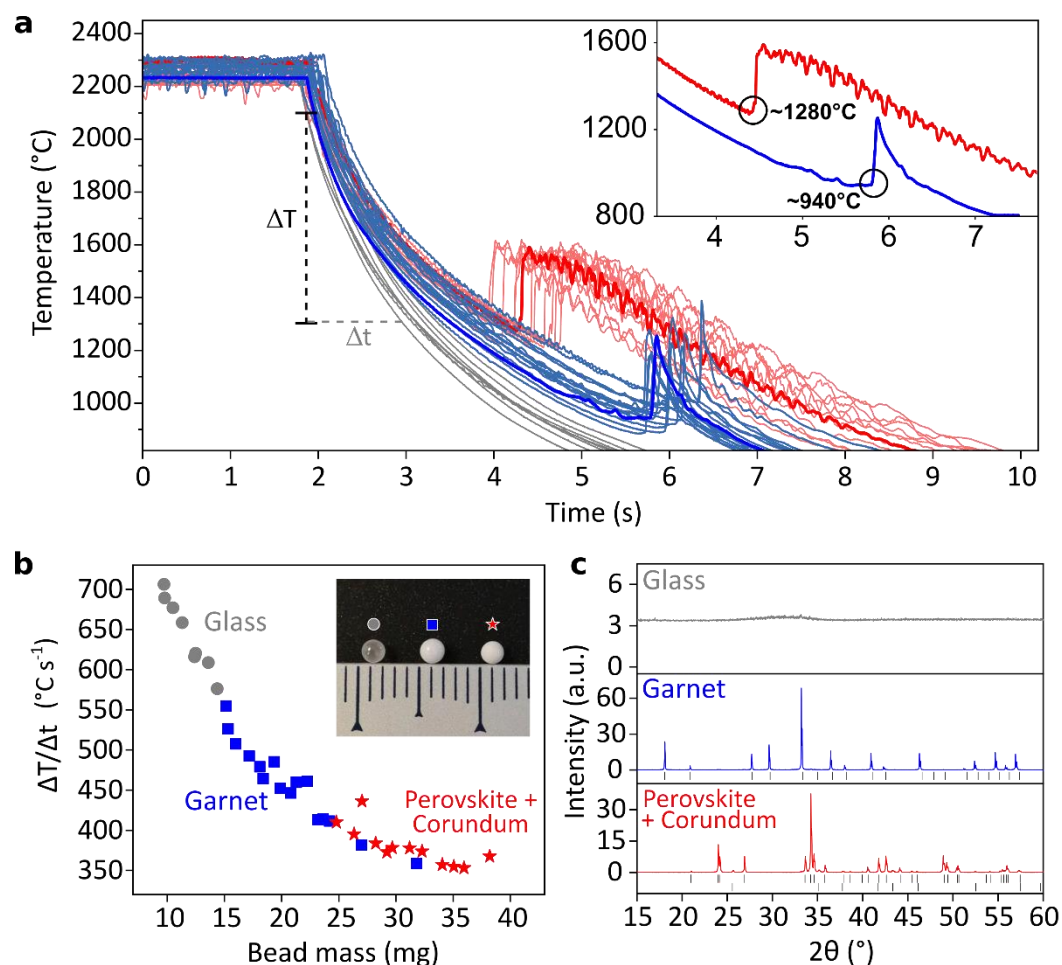 a
2400
2200
2000
1800
1600
1400
1200
1000
Temperature (°C)
ΔT
Δt
0 1 2 3 4 5 6 7 8 9 10
Time (s)
1600
1200
800
~1280°C
~940°C
4 5 6 7
b
700
650
600
550
500
450
400
350
ΔT/Δt (°C s⁻¹)
Glass
Garnet
Perovskite +
Corundum
10 20 30 40
Bead mass (mg)
c
Intensity (a.u.)
Glass
6
3
0
Garnet
60
30
0
Perovskite
+ Corundum
30
15
0
15 20 25 30 35 40 45 50 55 60
2θ (°)